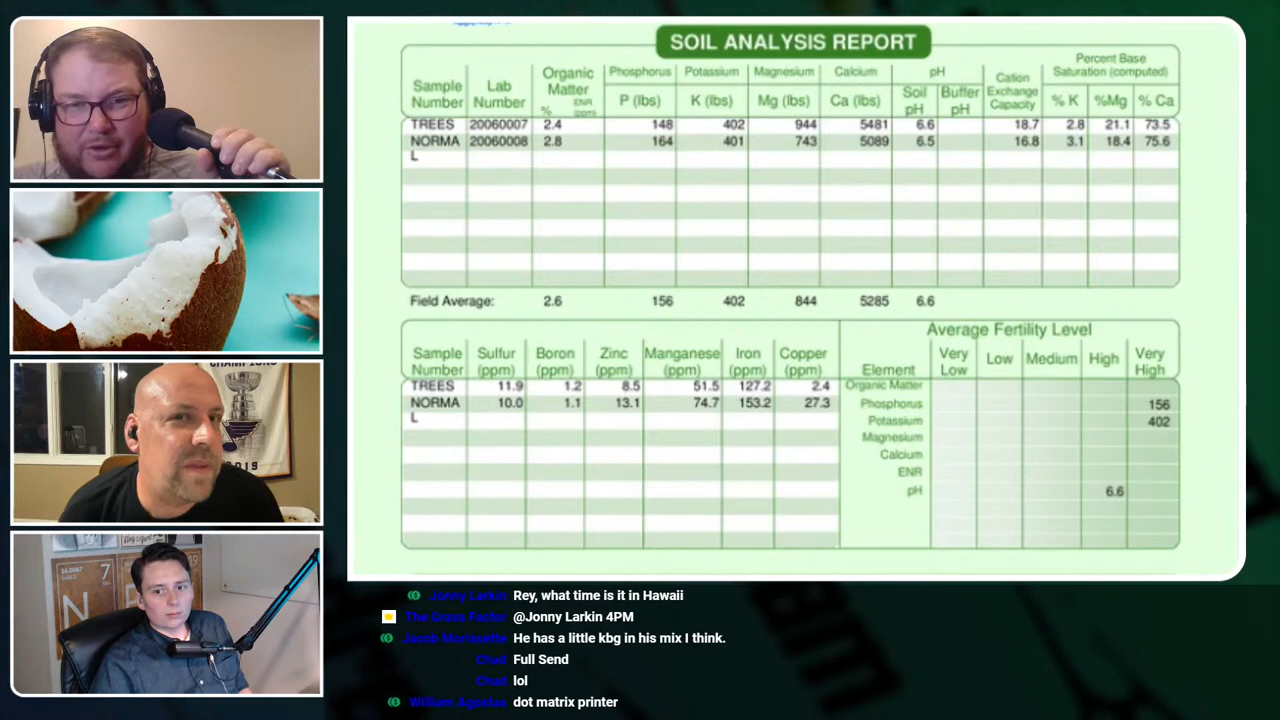 SOIL ANALYSIS REPORT
Sample Number Lab Number Organic Matter % ENR (ppm) Phosphorus P (lbs) Potassium K (lbs) Magnesium Mg (lbs) Calcium Ca (lbs) pH Soil pH Buffer pH Cation Exchange Capacity Percent Base Saturation (computed) % K %Mg % Ca
TREES 20060007 2.4 148 402 944 5481 6.6 18.7 2.8 21.1 73.5
NORMA 20060008 2.8 164 401 743 5089 6.5 16.8 3.1 18.4 75.6
L
Field Average: 2.6 156 402 844 5285 6.6
Average Fertility Level
Sample Number Sulfur (ppm) Boron (ppm) Zinc (ppm) Manganese (ppm) Iron (ppm) Copper (ppm) Element Very Low Low Medium High Very High
TREES 11.9 1.2 8.5 51.5 127.2 2.4 Organic Matter
NORMA 10.0 1.1 13.1 74.7 153.2 27.3 Phosphorus 156
L Potassium 402
Magnesium
Calcium
ENR
pH 6.6
CHAMPIONS
2019
14.0067 7
N
Jonny Larkin Rey, what time is it in Hawaii
The Grass Factor @Jonny Larkin 4PM
Jacob Morissette He has a little kbg in his mix I think.
Chad Full Send
Chad lol
William Agostus dot matrix printer